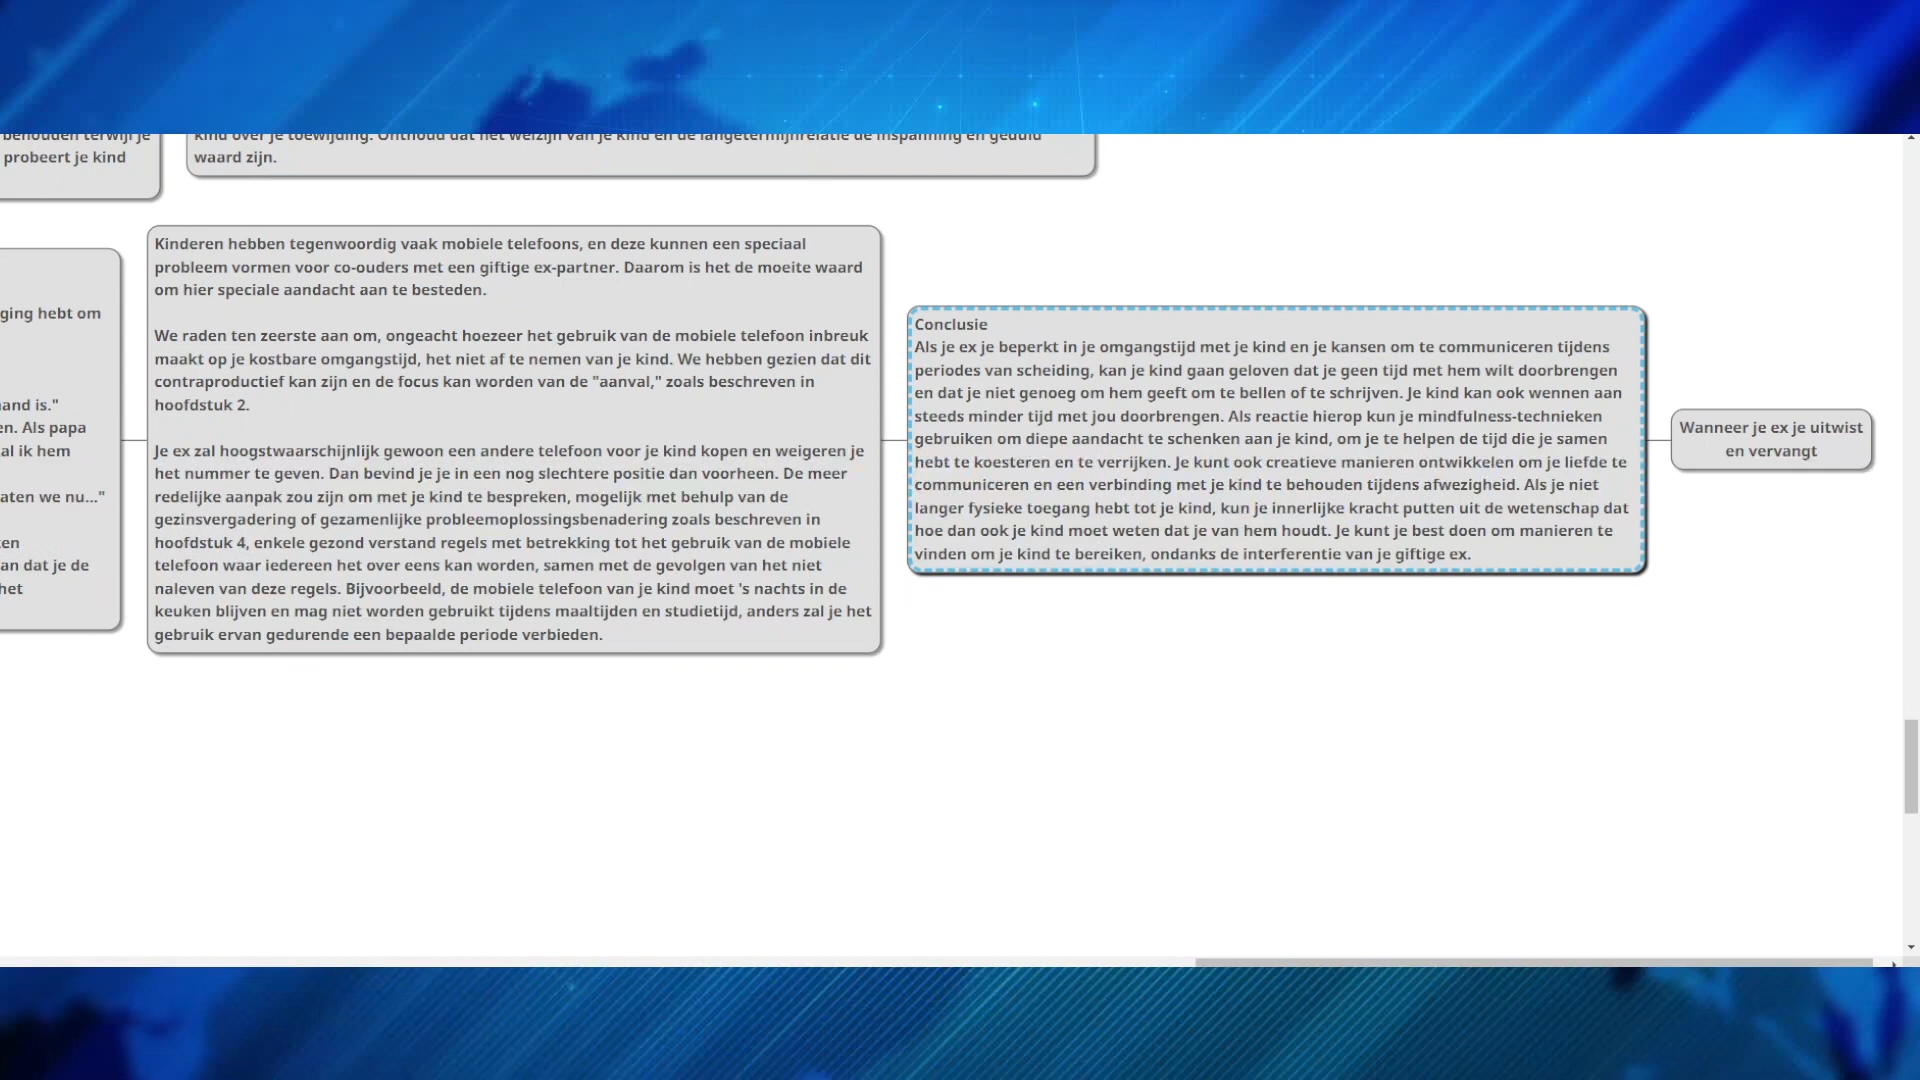 behouden terwijl je
probeert je kind
kind over je toewijding. Onthoud dat het welzijn van je kind en de langetermijnrelatie de inspanning en geduld
waard zijn.
ging hebt om
and is."
en. Als papa
al ik hem
aten we nu..."
en
an dat je de
het
Kinderen hebben tegenwoordig vaak mobiele telefoons, en deze kunnen een speciaal
probleem vormen voor co-ouders met een giftige ex-partner. Daarom is het de moeite waard
om hier speciale aandacht aan te besteden.
We raden ten zeerste aan om, ongeacht hoezeer het gebruik van de mobiele telefoon inbreuk
maakt op je kostbare omgangstijd, het niet af te nemen van je kind. We hebben gezien dat dit
contraproductief kan zijn en de focus kan worden van de "aanval," zoals beschreven in
hoofdstuk 2.
Je ex zal hoogstwaarschijnlijk gewoon een andere telefoon voor je kind kopen en weigeren je
het nummer te geven. Dan bevind je je in een nog slechtere positie dan voorheen. De meer
redelijke aanpak zou zijn om met je kind te bespreken, mogelijk met behulp van de
gezinsvergadering of gezamenlijke probleemoplossingsbenadering zoals beschreven in
hoofdstuk 4, enkele gezond verstand regels met betrekking tot het gebruik van de mobiele
telefoon waar iedereen het over eens kan worden, samen met de gevolgen van het niet
naleven van deze regels. Bijvoorbeeld, de mobiele telefoon van je kind moet 's nachts in de
keuken blijven en mag niet worden gebruikt tijdens maaltijden en studietijd, anders zal je het
gebruik ervan gedurende een bepaalde periode verbieden.
Conclusie
Als je ex je beperkt in je omgangstijd met je kind en je kansen om te communiceren tijdens
periodes van scheiding, kan je kind gaan geloven dat je geen tijd met hem wilt doorbrengen
en dat je niet genoeg om hem geeft om te bellen of te schrijven. Je kind kan ook wennen aan
steeds minder tijd met jou doorbrengen. Als reactie hierop kun je mindfulness-technieken
gebruiken om diepe aandacht te schenken aan je kind, om je te helpen de tijd die je samen
hebt te koesteren en te verrijken. Je kunt ook creatieve manieren ontwikkelen om je liefde te
communiceren en een verbinding met je kind te behouden tijdens afwezigheid. Als je niet
langer fysieke toegang hebt tot je kind, kun je innerlijke kracht putten uit de wetenschap dat
hoe dan ook je kind moet weten dat je van hem houdt. Je kunt je best doen om manieren te
vinden om je kind te bereiken, ondanks de interferentie van je giftige ex.
Wanneer je ex je uitwist
en vervangt